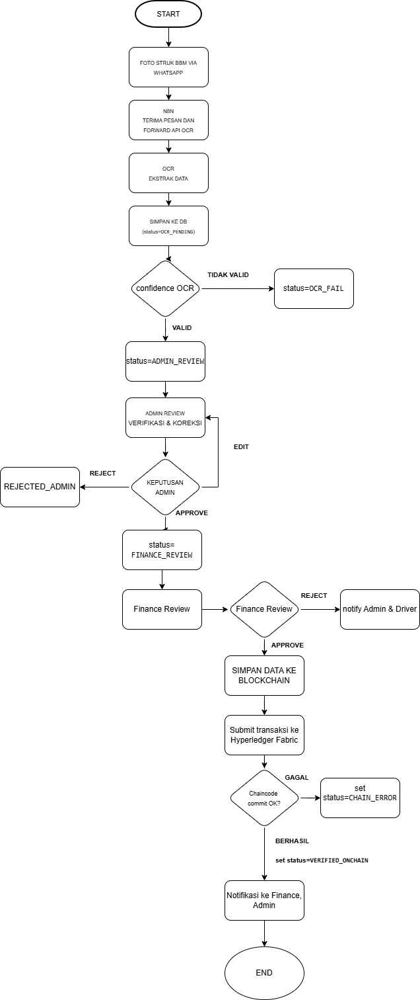 START
FOTO STRUK BBM VIA
WHATSAPP
N8N
TERIMA PESAN DAN
FORWARD API OCR
OCR
EKSTRAK DATA
SIMPAN KE DB
(status=OCR_PENDING)
confidence OCR
TIDAK VALID
status=OCR_FAIL
VALID
status=ADMIN_REVIEW
ADMIN REVIEW
VERIFIKASI & KOREKSI
EDIT
KEPUTUSAN
ADMIN
REJECT
REJECTED_ADMIN
APPROVE
status=
FINANCE_REVIEW
Finance Review
Finance Review
REJECT
notify Admin & Driver
APPROVE
SIMPAN DATA KE
BLOCKCHAIN
Submit transaksi ke
Hyperledger Fabric
Chaincode
commit OK?
GAGAL
set
status=CHAIN_ERROR
BERHASIL
set status=VERIFIED_ONCHAIN
Notifikasi ke Finance,
Admin
END